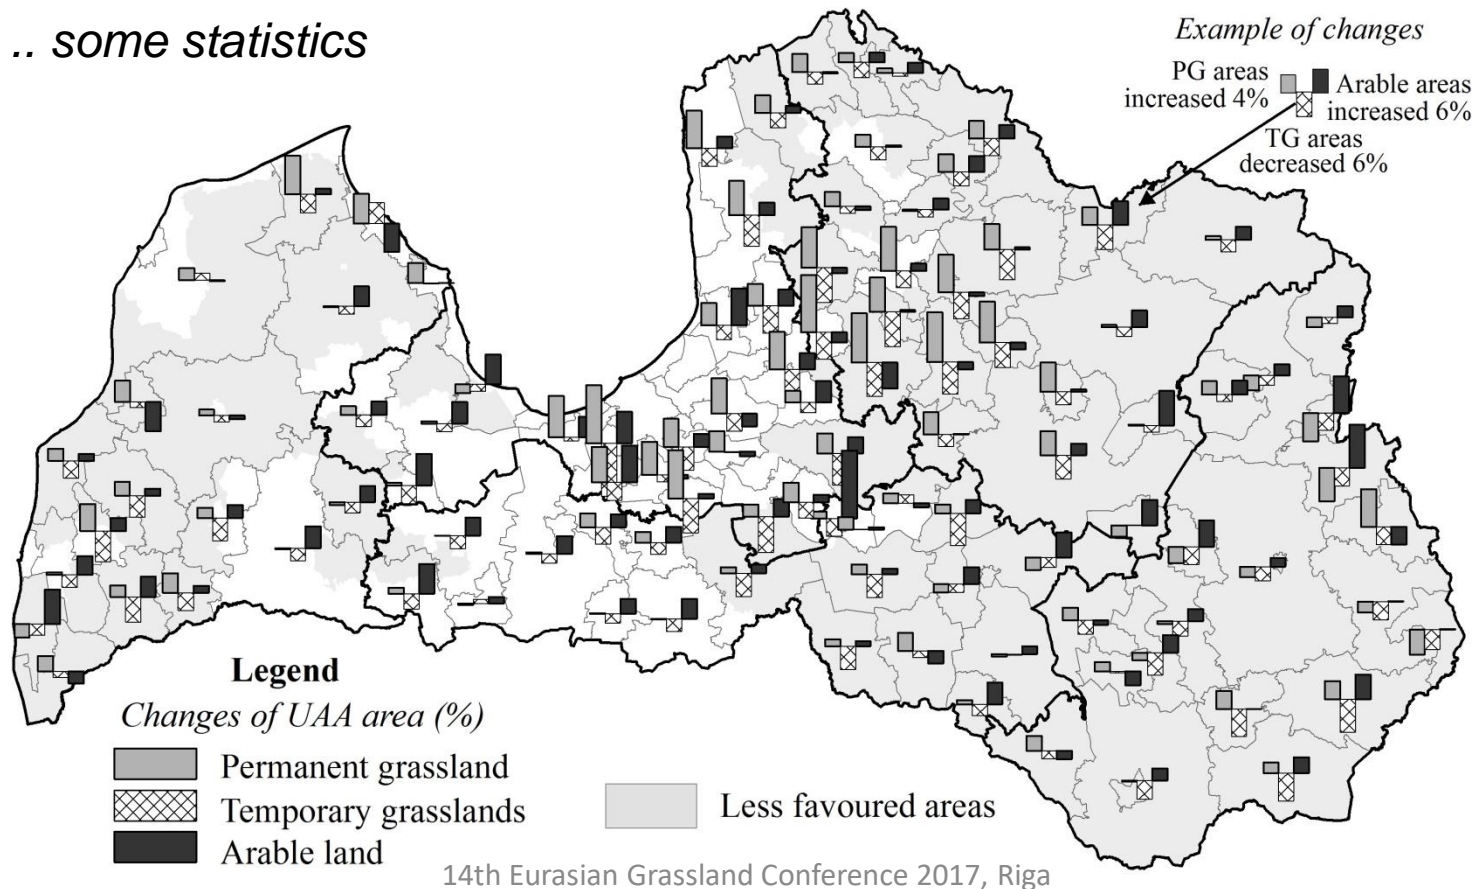 .. some statistics
Example of changes
PG areas
increased 4%
Arable areas
increased 6%
TG areas
decreased 6%
Legend
Changes of UAA area (%)
Permanent grassland
Temporary grasslands
Arable land
Less favoured areas
14th Eurasian Grassland Conference 2017, Riga